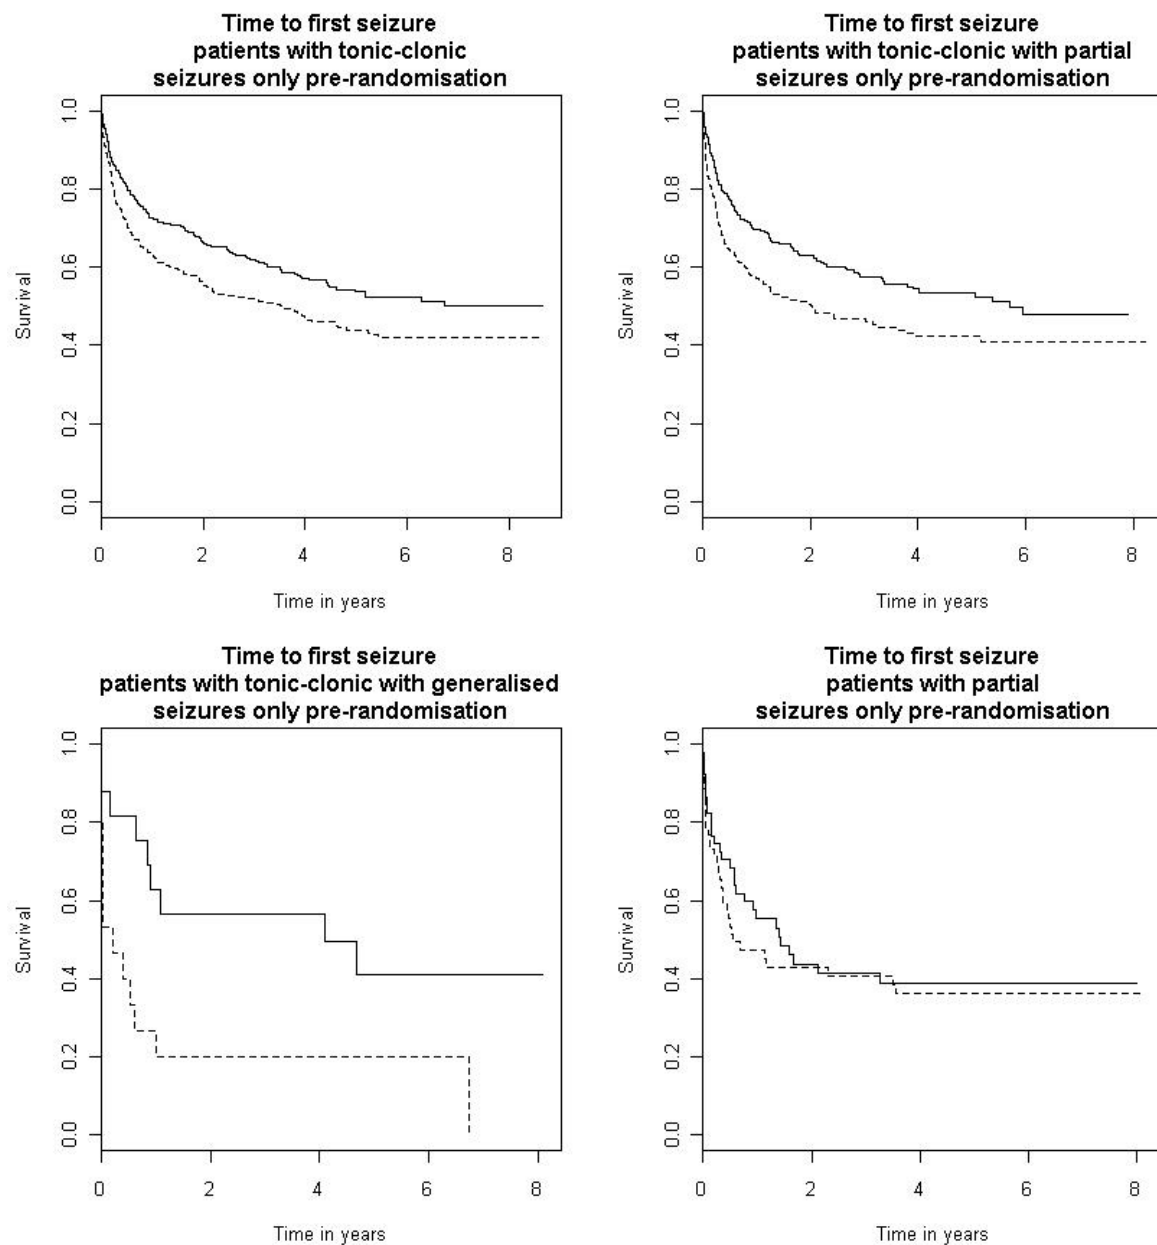 Time to first seizure
patients with tonic-clonic
seizures only pre-randomisation
Survival
0.0 0.2 0.4 0.6 0.8 1.0
0 2 4 6 8
Time in years
Time to first seizure
patients with tonic-clonic with partial
seizures only pre-randomisation
Survival
0.0 0.2 0.4 0.6 0.8 1.0
0 2 4 6 8
Time in years
Time to first seizure
patients with tonic-clonic with generalised
seizures only pre-randomisation
Survival
0.0 0.2 0.4 0.6 0.8 1.0
0 2 4 6 8
Time in years
Time to first seizure
patients with partial
seizures only pre-randomisation
Survival
0.0 0.2 0.4 0.6 0.8 1.0
0 2 4 6 8
Time in years